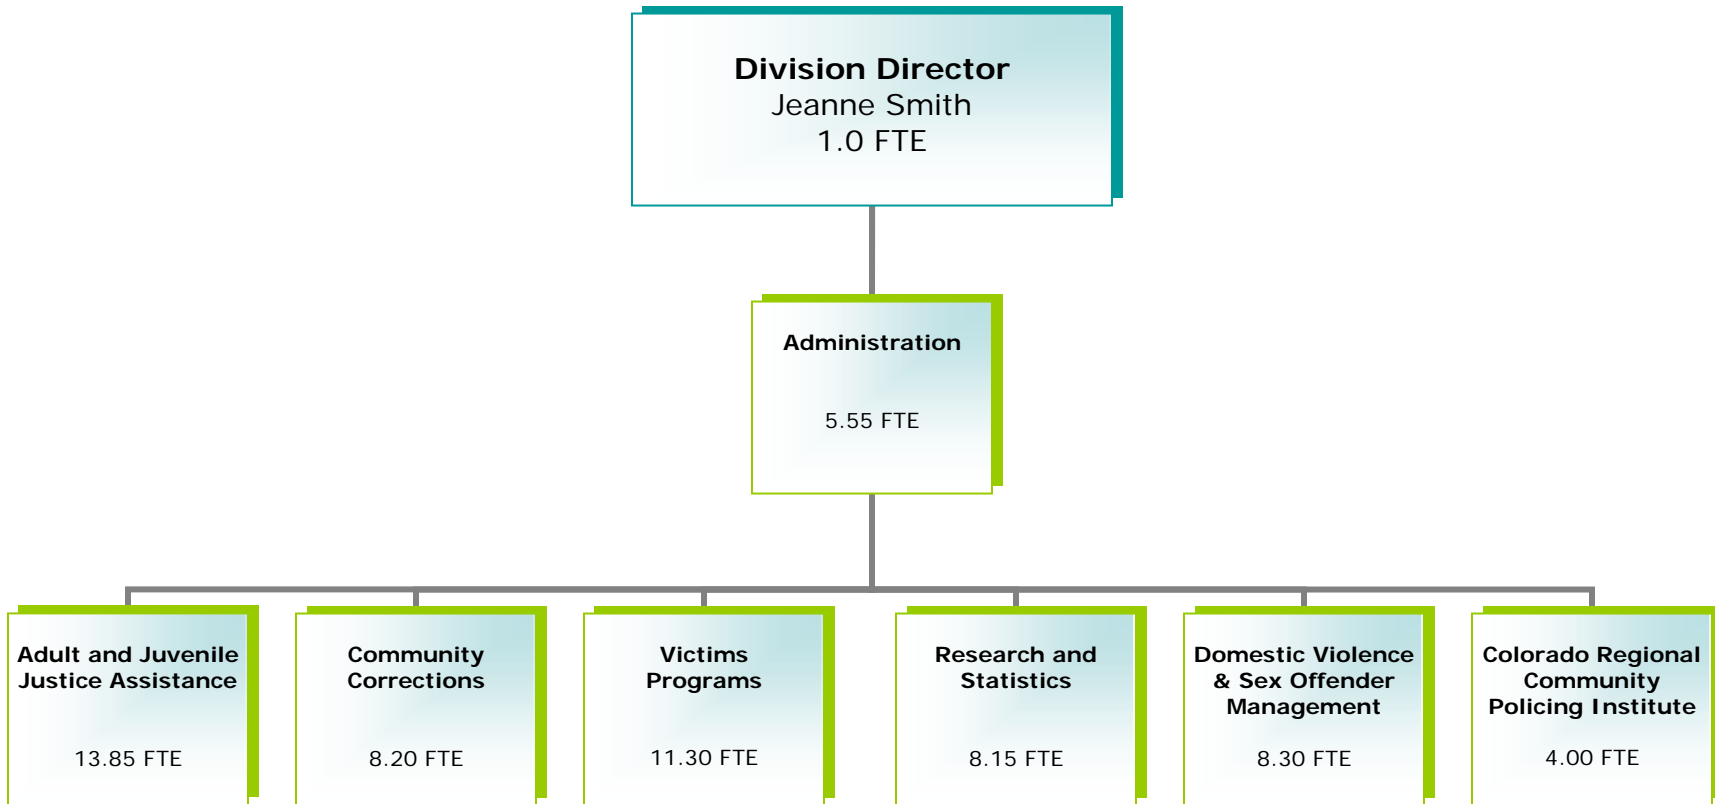 Division Director
Jeanne Smith
1.0 FTE
Administration
5.55 FTE
Adult and Juvenile
Justice Assistance
13.85 FTE
Community
Corrections
8.20 FTE
Victims
Programs
11.30 FTE
Research and
Statistics
8.15 FTE
Domestic Violence
& Sex Offender
Management
8.30 FTE
Colorado Regional
Community
Policing Institute
4.00 FTE